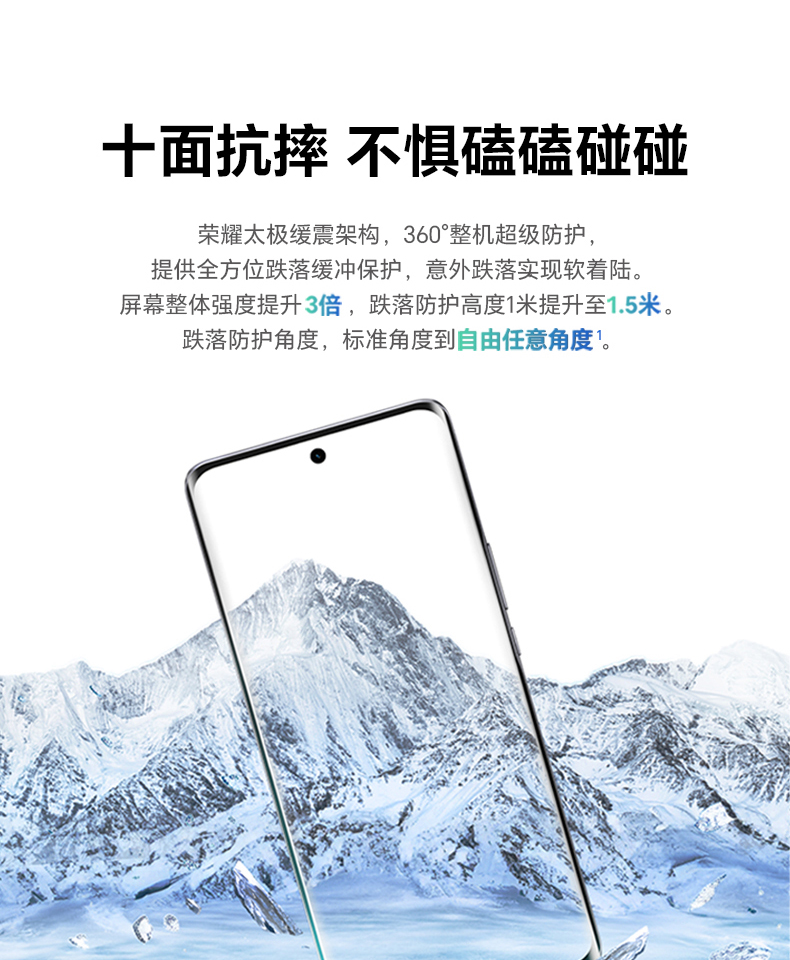 十面抗摔 不惧磕磕碰碰
荣耀太极缓震架构，360°整机超级防护，
提供全方位跌落缓冲保护，意外跌落实现软着陆。
屏幕整体强度提升3倍，跌落防护高度1米提升至1.5米。
跌落防护角度，标准角度到自由任意角度¹。